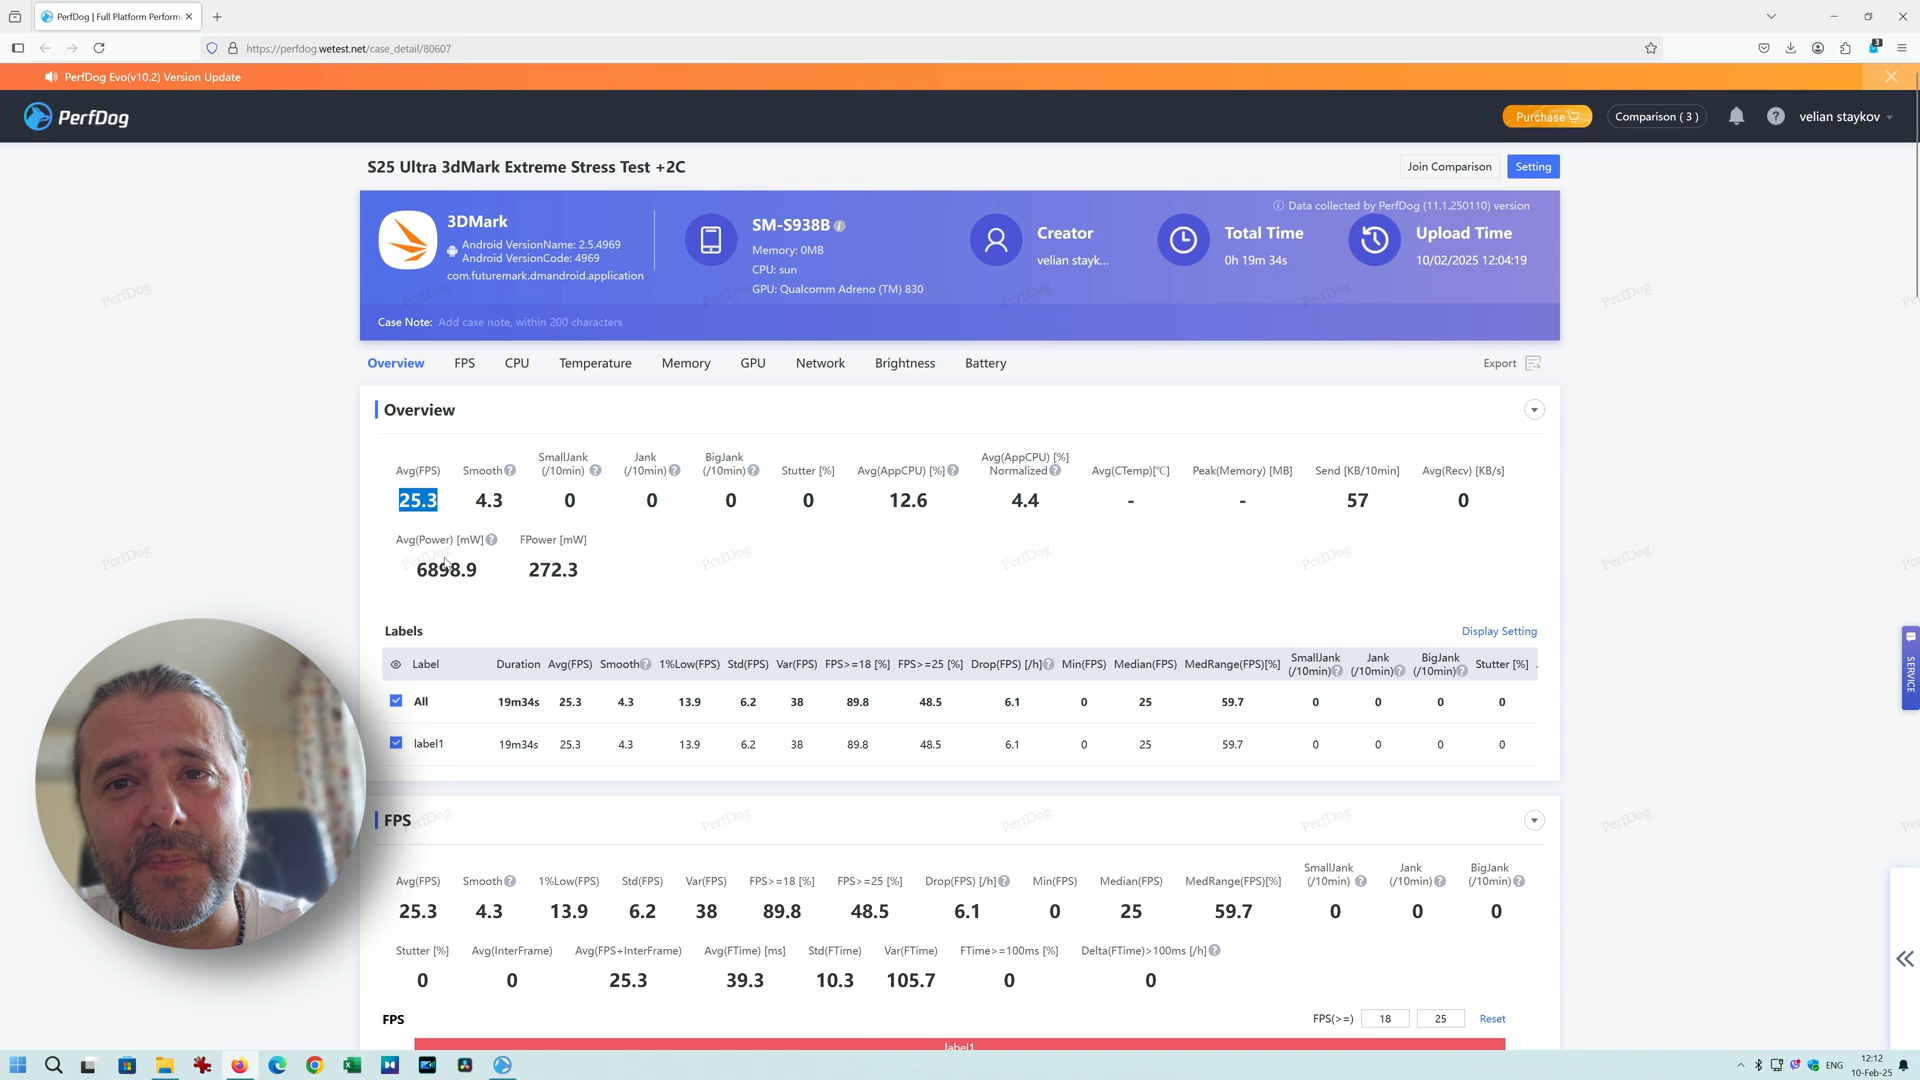 PerfDog | Full Platform Perform
https://perfdog.wetest.net/case_detail/80607
PerfDog Evo(v10.2) Version Update
PerfDog
Purchase
Comparison ( 3 )
velian staykov
S25 Ultra 3dMark Extreme Stress Test +2C
Join Comparison
Setting
Data collected by PerfDog (11.1.250110) version
3DMark
Android VersionName: 2.5.4969
Android VersionCode: 4969
com.futuremark.dmandroid.application
SM-S938B
Memory: 0MB
CPU: sun
GPU: Qualcomm Adreno (TM) 830
Creator
velian stayk...
Total Time
0h 19m 34s
Upload Time
10/02/2025 12:04:19
Case Note: Add case note, within 200 characters
Overview FPS CPU Temperature Memory GPU Network Brightness Battery Export
Overview
Avg(FPS) Smooth SmallJank (/10min) Jank (/10min) BigJank (/10min) Stutter [%] Avg(AppCPU) [%] Avg(AppCPU) [%] Normalized Avg(CTemp)[°C] Peak(Memory) [MB] Send [KB/10min] Avg(Recv) [KB/s]
25.3 4.3 0 0 0 0 12.6 4.4 - - 57 0
Avg(Power) [mW] FPower [mW]
6898.9 272.3
Labels Display Setting
Label Duration Avg(FPS) Smooth 1%Low(FPS) Std(FPS) Var(FPS) FPS>=18 [%] FPS>=25 [%] Drop(FPS) [/h] Min(FPS) Median(FPS) MedRange(FPS)[%] SmallJank (/10min) Jank (/10min) BigJank (/10min) Stutter [%]
All 19m34s 25.3 4.3 13.9 6.2 38 89.8 48.5 6.1 0 25 59.7 0 0 0 0
label1 19m34s 25.3 4.3 13.9 6.2 38 89.8 48.5 6.1 0 25 59.7 0 0 0 0
FPS
Avg(FPS) Smooth 1%Low(FPS) Std(FPS) Var(FPS) FPS>=18 [%] FPS>=25 [%] Drop(FPS) [/h] Min(FPS) Median(FPS) MedRange(FPS)[%] SmallJank (/10min) Jank (/10min) BigJank (/10min)
25.3 4.3 13.9 6.2 38 89.8 48.5 6.1 0 25 59.7 0 0 0
Stutter [%] Avg(InterFrame) Avg(FPS+InterFrame) Avg(FTime) [ms] Std(FTime) Var(FTime) FTime>=100ms [%] Delta(FTime)>100ms [/h]
0 0 25.3 39.3 10.3 105.7 0 0
FPS FPS(>=) 18 25 Reset
label1
SERVICE
ENG
12:12
10-Feb-25